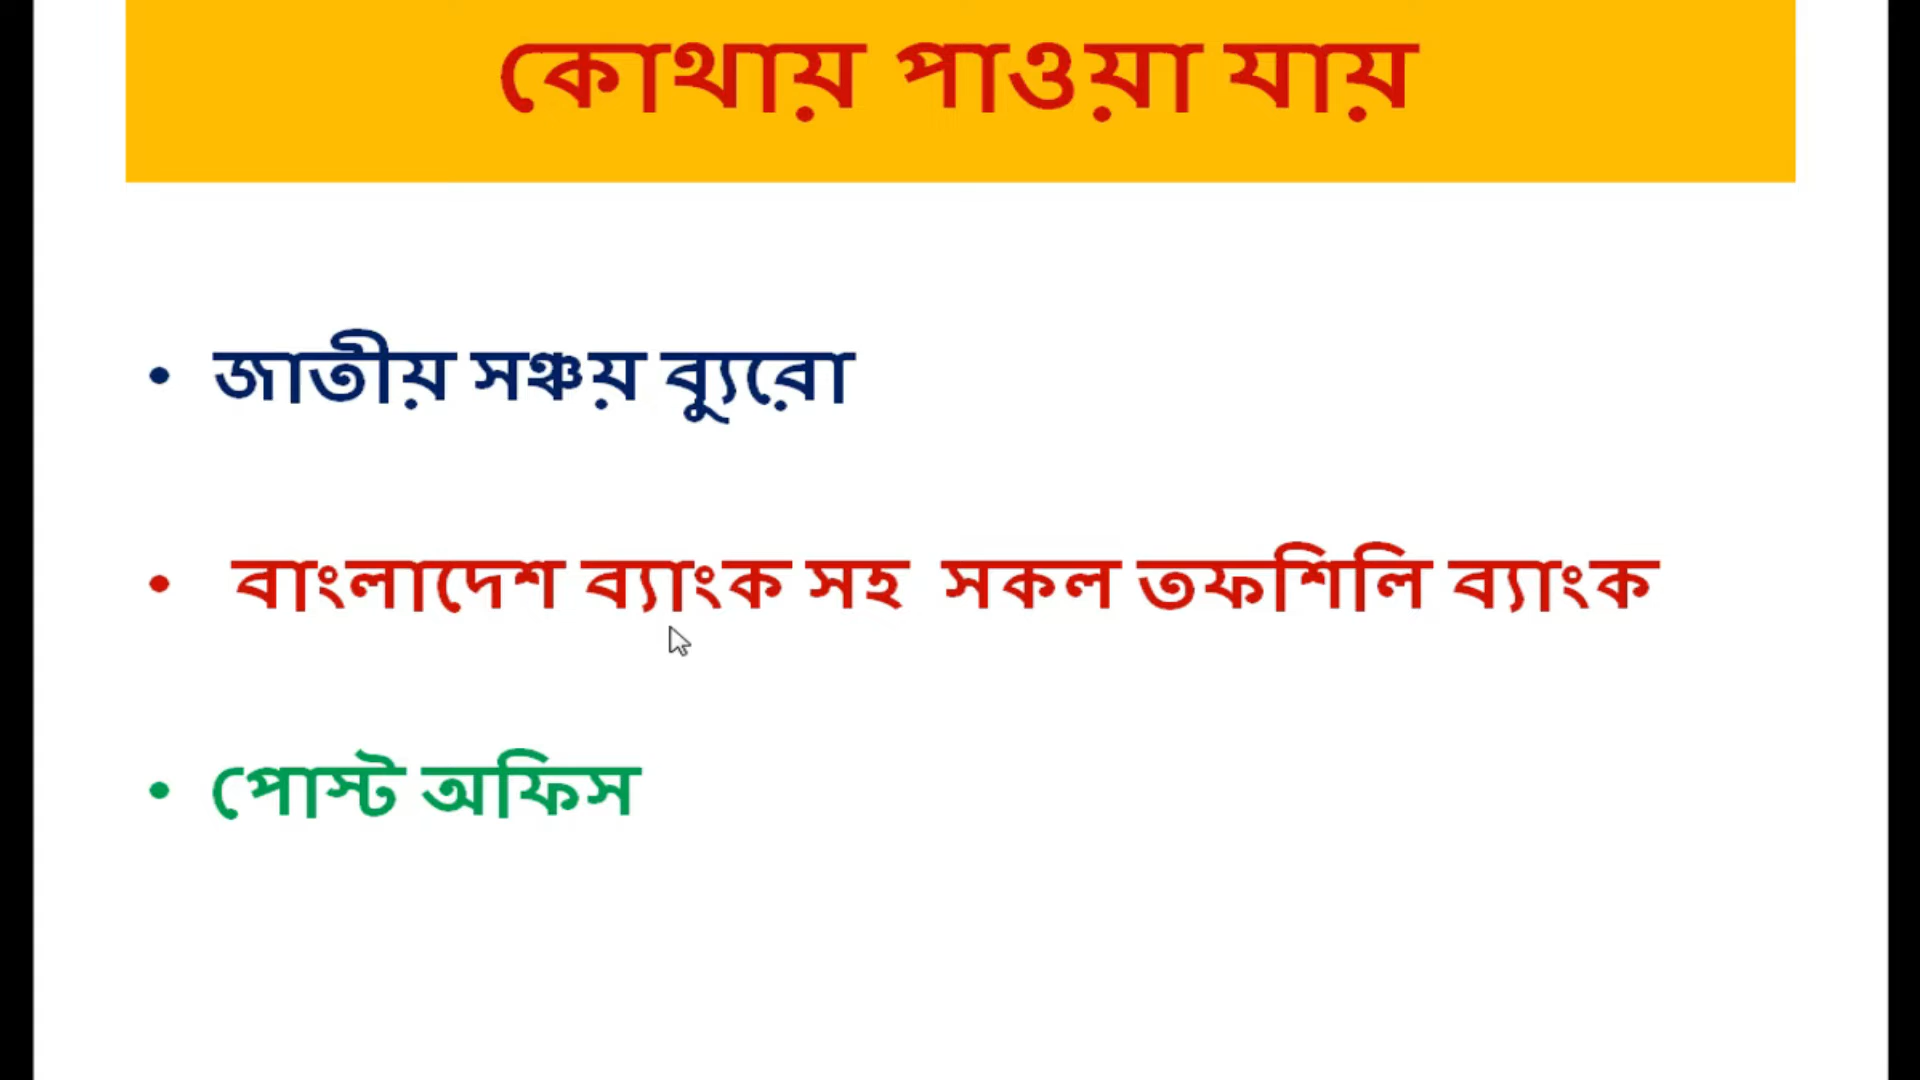 কোথায় পাওয়া যায়
• জাতীয় সঞ্চয় ব্যুরো
• বাংলাদেশ ব্যাংক সহ সকল তফশিলি ব্যাংক
• পোস্ট অফিস